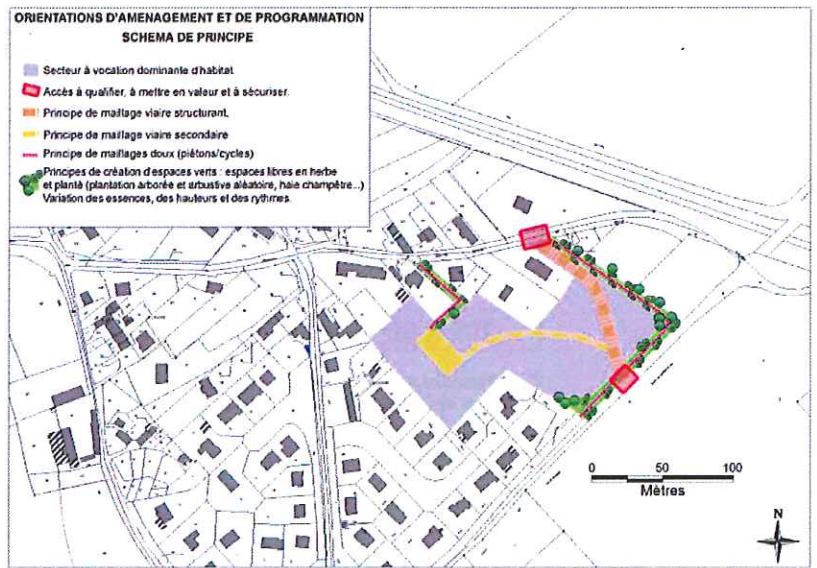 ORIENTATIONS D'AMENAGEMENT ET DE PROGRAMMATION
SCHEMA DE PRINCIPE
Secteur à vocation dominante d'habitat
Accès à qualifier, à mettre en valeur et à sécuriser.
Principe de maillage viaire structurant.
Principe de maillage viaire secondaire
Principe de maillages doux (piétons/cycles)
Principes de création d'espaces verts : espaces libres en herbe
et planté (plantation arborée et arbustive aléatoire, haie champêtre...)
Variation des essences, des hauteurs et des rythmes.
0 50 100
Mètres
N